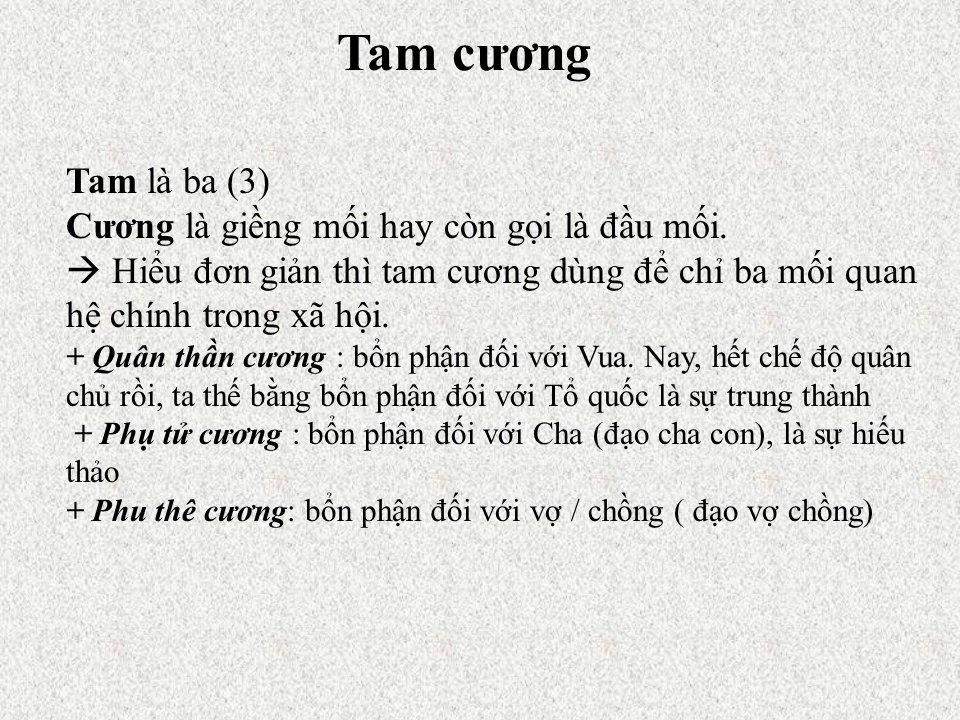 Tam cương
Tam là ba (3)
Cương là giềng mối hay còn gọi là đầu mối.
→ Hiểu đơn giản thì tam cương dùng để chỉ ba mối quan
hệ chính trong xã hội.
+ Quân thần cương : bổn phận đối với Vua. Nay, hết chế độ quân
chủ rồi, ta thế bằng bổn phận đối với Tổ quốc là sự trung thành
+ Phụ tử cương : bổn phận đối với Cha (đạo cha con), là sự hiếu
thảo
+ Phu thê cương: bổn phận đối với vợ / chồng ( đạo vợ chồng)